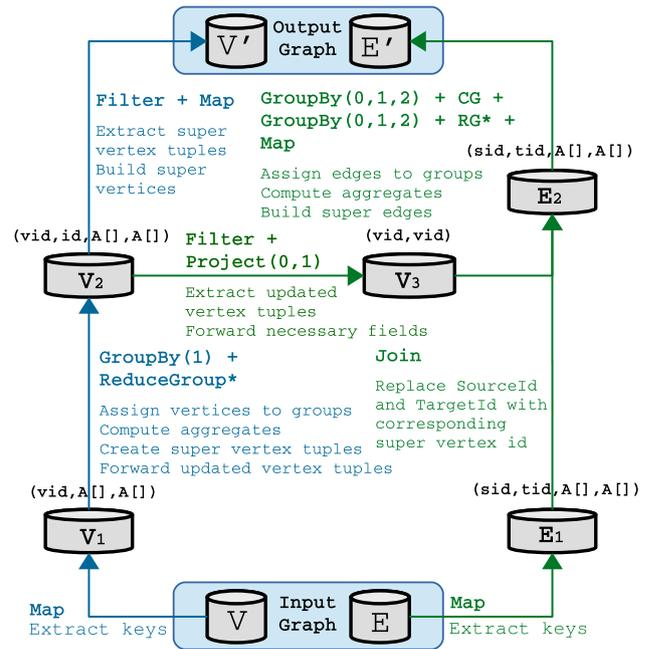 V′
Output
Graph
E′
Filter + Map
Extract super
vertex tuples
Build super
vertices
GroupBy(0,1,2) + CG +
GroupBy(0,1,2) + RG* +
Map
Assign edges to groups
Compute aggregates
Build super edges
(sid,tid,A[],A[])
E2
(vid,id,A[],A[])
V2
Filter +
Project(0,1)
Extract updated
vertex tuples
Forward necessary fields
(vid,vid)
V3
GroupBy(1) +
ReduceGroup*
Assign vertices to groups
Compute aggregates
Create super vertex tuples
Forward updated vertex tuples
Join
Replace SourceId
and TargetId with
corresponding
super vertex id
(vid,A[],A[])
V1
(sid,tid,A[],A[])
E1
Map
Extract keys
V
Input
Graph
E
Map
Extract keys